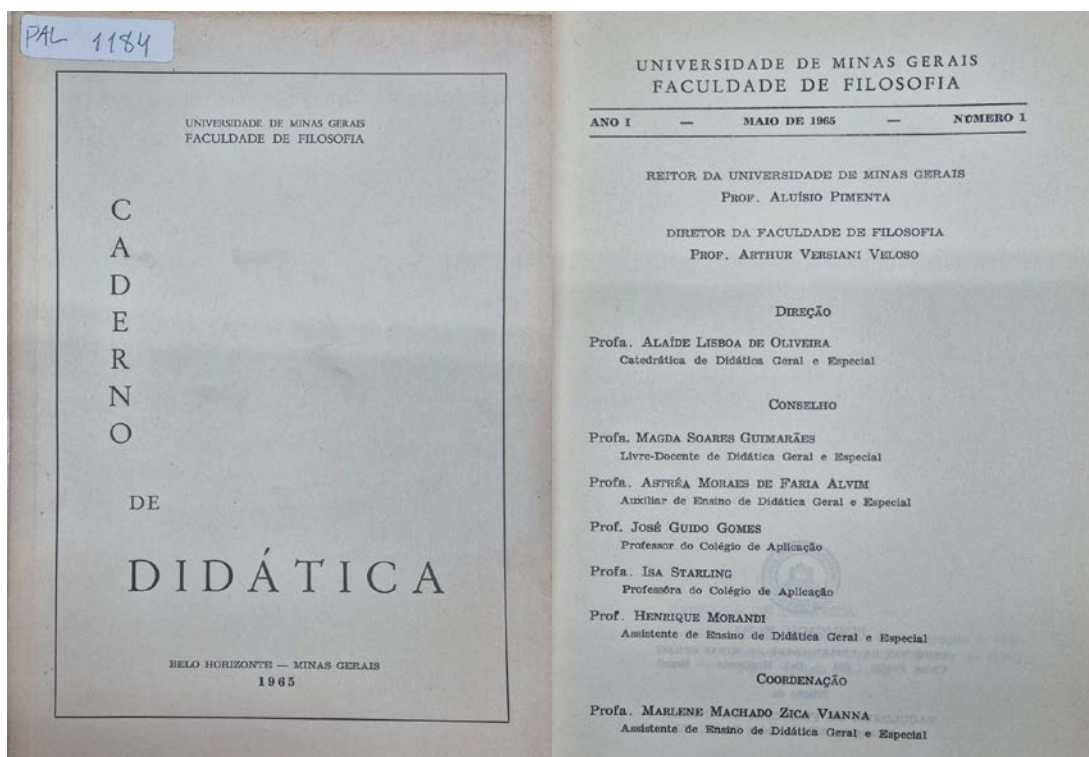 PAL 1184
UNIVERSIDADE DE MINAS GERAIS
FACULDADE DE FILOSOFIA
CADERNO
DE
DIDÁTICA
BELO HORIZONTE — MINAS GERAIS
1965
UNIVERSIDADE DE MINAS GERAIS
FACULDADE DE FILOSOFIA
ANO I — MAIO DE 1965 — NÚMERO 1
REITOR DA UNIVERSIDADE DE MINAS GERAIS
PROF. ALUÍSIO PIMENTA
DIRETOR DA FACULDADE DE FILOSOFIA
PROF. ARTHUR VERSIANI VELOSO
DIREÇÃO
Profa. ALAÍDE LISBOA DE OLIVEIRA
Catedrática de Didática Geral e Especial
CONSELHO
Profa. MAGDA SOARES GUIMARÃES
Livre-Docente de Didática Geral e Especial
Profa. ASTRÉA MORAES DE FARIA ALVIM
Auxiliar de Ensino de Didática Geral e Especial
Prof. JOSÉ GUIDO GOMES
Professor do Colégio de Aplicação
Profa. ISA STARLING
Professôra do Colégio de Aplicação
Prof. HENRIQUE MORANDI
Assistente de Ensino de Didática Geral e Especial
COORDENAÇÃO
Profa. MARLENE MACHADO ZICA VIANNA
Assistente de Ensino de Didática Geral e Especial